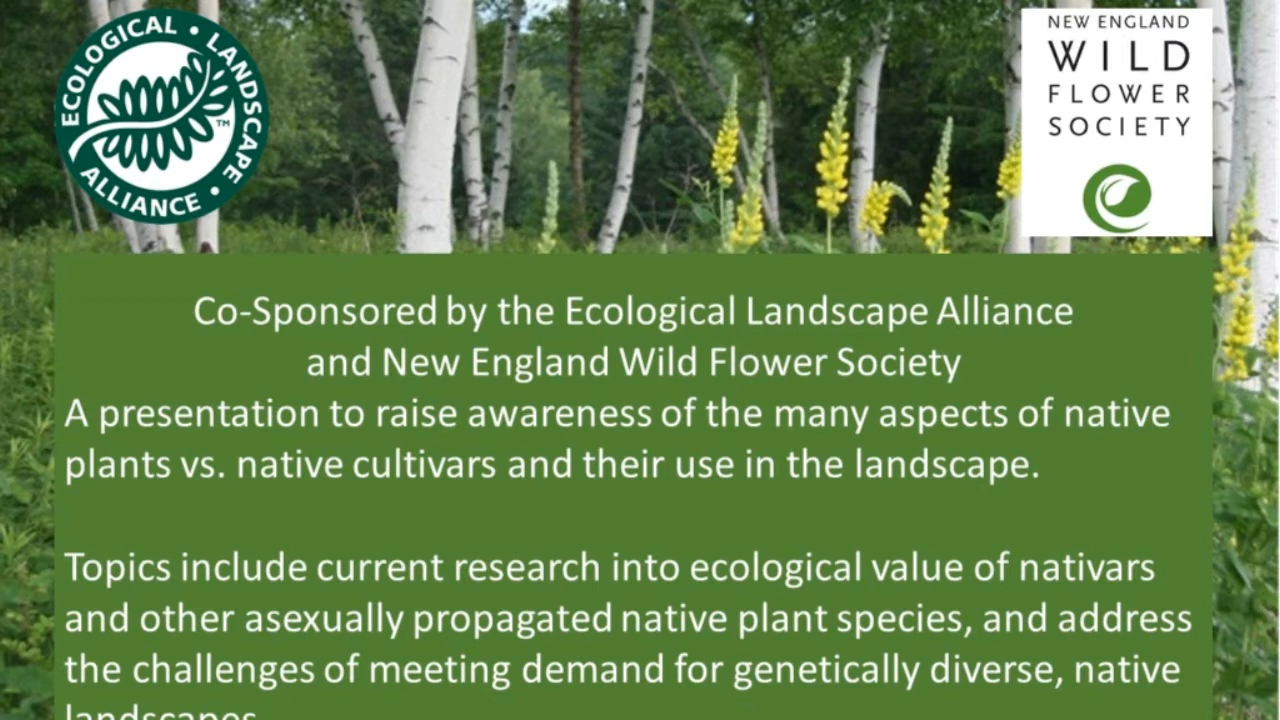 ECOLOGICAL • LANDSCAPE • ALLIANCE •
TM
NEW ENGLAND
WILD
FLOWER
SOCIETY
Co-Sponsored by the Ecological Landscape Alliance
and New England Wild Flower Society
A presentation to raise awareness of the many aspects of native
plants vs. native cultivars and their use in the landscape.
Topics include current research into ecological value of nativars
and other asexually propagated native plant species, and address
the challenges of meeting demand for genetically diverse, native
landscapes